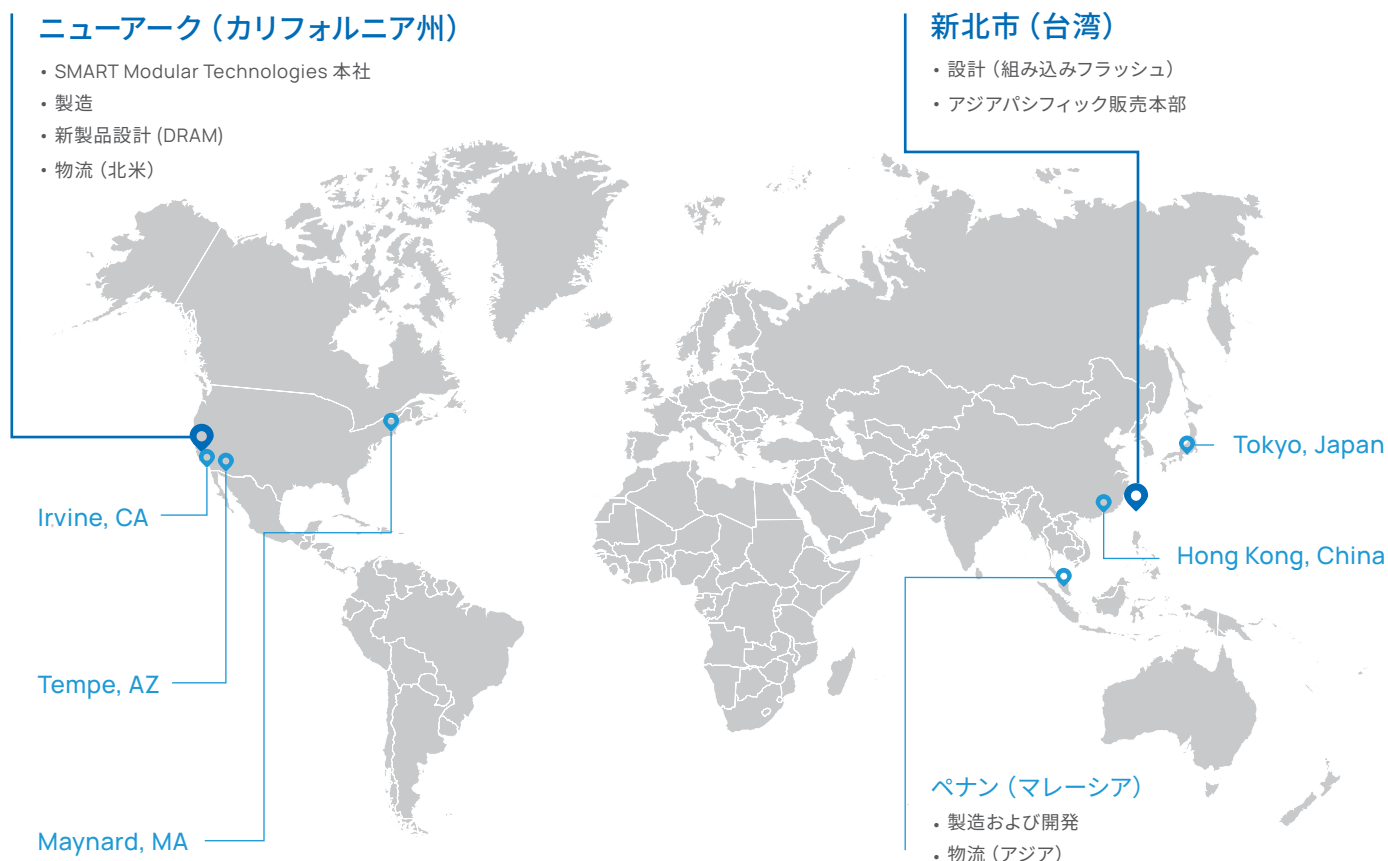 ニューアーク（カリフォルニア州）
• SMART Modular Technologies 本社
• 製造
• 新製品設計 (DRAM)
• 物流（北米）
新北市（台湾）
• 設計（組み込みフラッシュ）
• アジアパシフィック販売本部
Tokyo, Japan
Irvine, CA
Hong Kong, China
Tempe, AZ
ペナン（マレーシア）
• 製造および開発
• 物流（アジア）
Maynard, MA